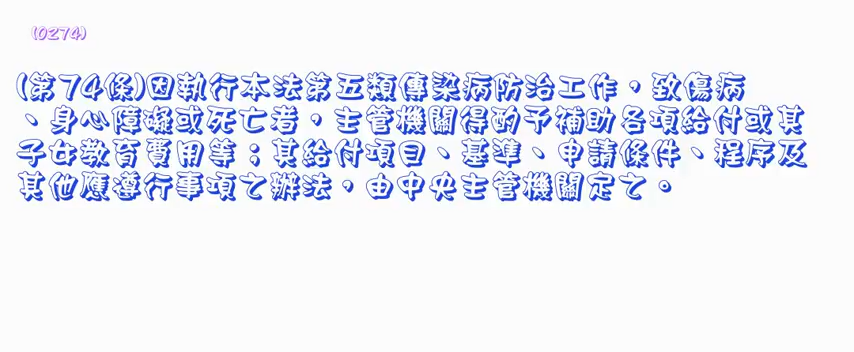 (0274)
(第74條)因執行本法第五類傳染病防治工作，致傷病
、身心障礙或死亡者，主管機關得酌予補助各項給付或其
子女教育費用等；其給付項目、基準、申請條件、程序及
其他應遵行事項之辦法，由中央主管機關定之。